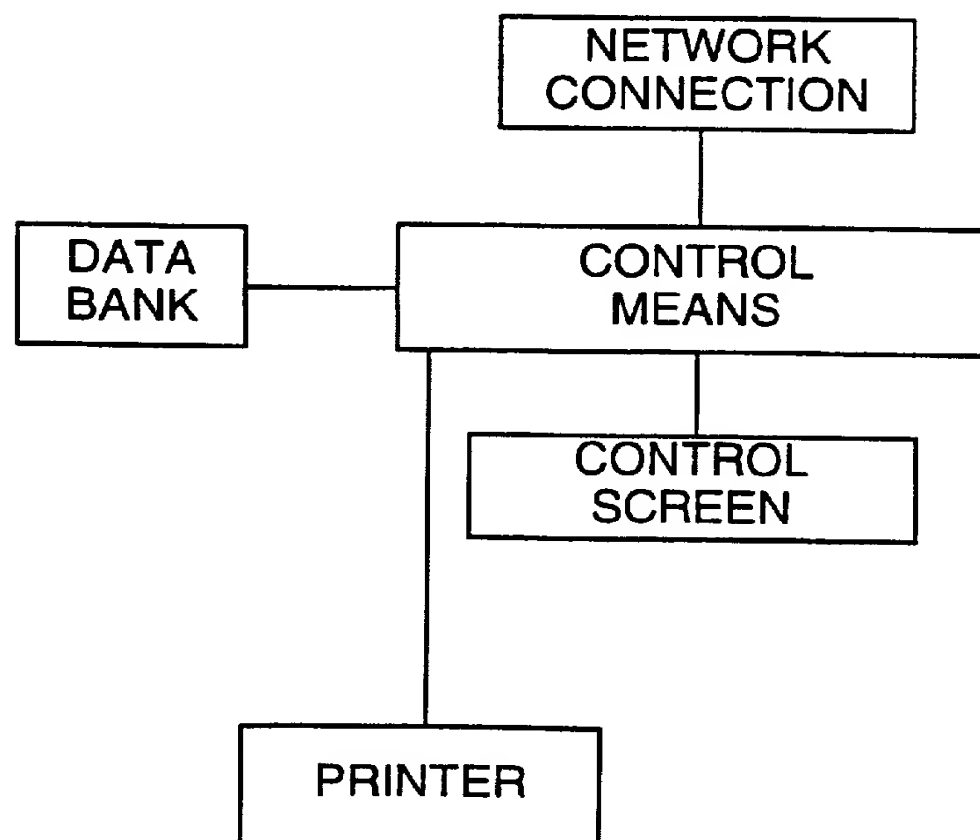 NETWORK
CONNECTION
DATA
BANK
CONTROL
MEANS
CONTROL
SCREEN
PRINTER